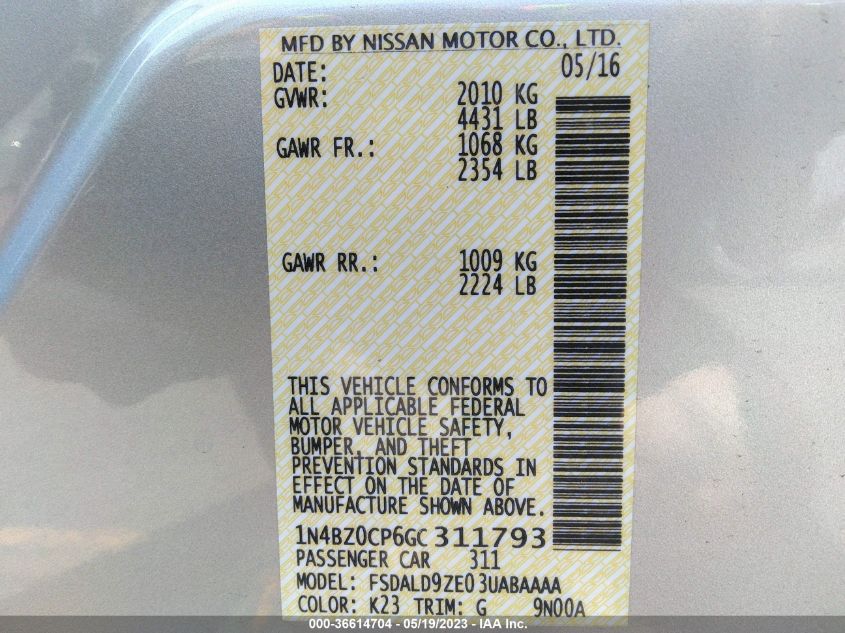 MFD BY NISSAN MOTOR CO., LTD.
DATE: 05/16
GVWR: 2010 KG
4431 LB
GAWR FR.: 1068 KG
2354 LB
GAWR RR.: 1009 KG
2224 LB
THIS VEHICLE CONFORMS TO
ALL APPLICABLE FEDERAL
MOTOR VEHICLE SAFETY,
BUMPER, AND THEFT
PREVENTION STANDARDS IN
EFFECT ON THE DATE OF
MANUFACTURE SHOWN ABOVE.
1N4BZ0CP6GC311793
PASSENGER CAR 311
MODEL: FSDALD9ZE03UABAAAA
COLOR: K23 TRIM: G 9N00A
000-36614704 - 05/19/2023 - IAA, Inc.